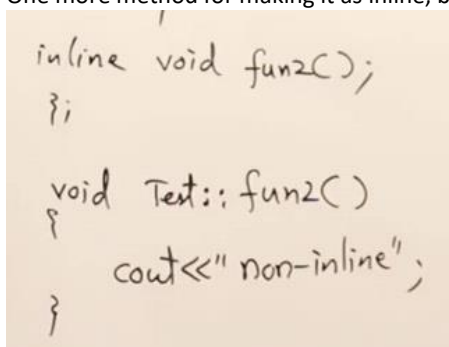 One more method for making it as inline, b
inline void fun2();
};
void Test::fun2()
{
cout<<" non-inline";
}